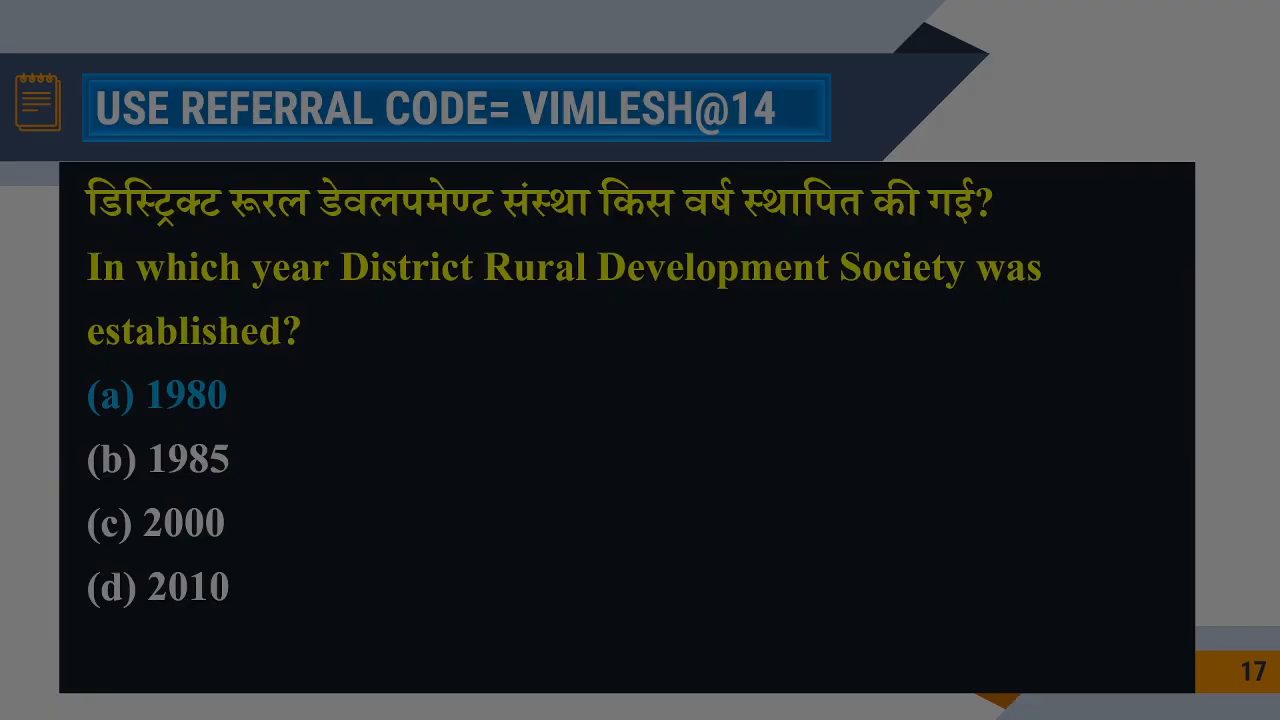 USE REFERRAL CODE= VIMLESH@14
डिस्ट्रिक्ट रूरल डेवलपमेण्ट संस्था किस वर्ष स्थापित की गई?
In which year District Rural Development Society was
established?
(a) 1980
(b) 1985
(c) 2000
(d) 2010
17